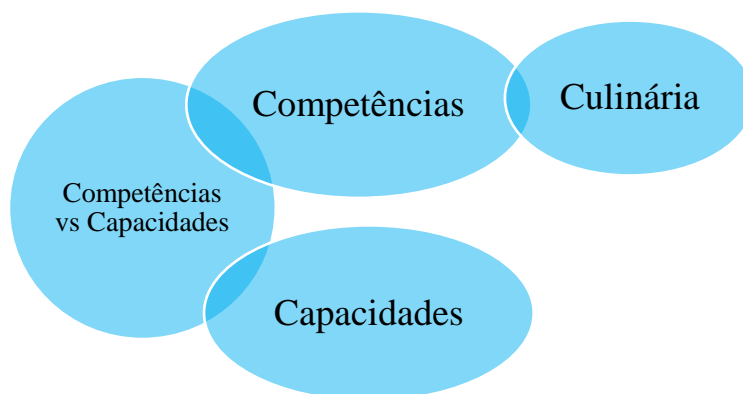 Competências
Culinária
Competências
vs Capacidades
Capacidades